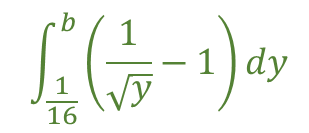 ∫_{1/16}^{b} (1/√y − 1) dy